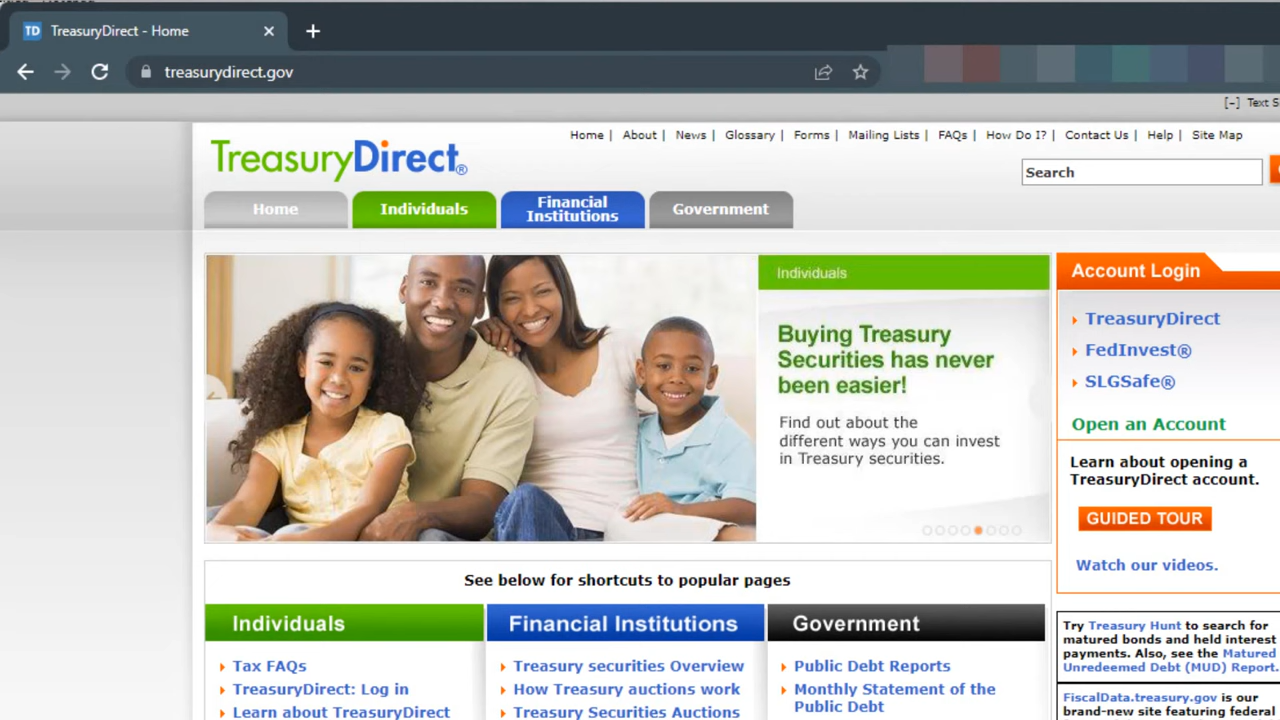 TD TreasuryDirect - Home
treasurydirect.gov
[–] Text S
Home | About | News | Glossary | Forms | Mailing Lists | FAQs | How Do I? | Contact Us | Help | Site Map
TreasuryDirect®
Search
Home
Individuals
Financial
Institutions
Government
Individuals
Buying Treasury
Securities has never
been easier!
Find out about the
different ways you can invest
in Treasury securities.
Account Login
TreasuryDirect
FedInvest®
SLGSafe®
Open an Account
Learn about opening a
TreasuryDirect account.
GUIDED TOUR
Watch our videos.
See below for shortcuts to popular pages
Individuals
Tax FAQs
TreasuryDirect: Log in
Learn about TreasuryDirect
Financial Institutions
Treasury securities Overview
How Treasury auctions work
Treasury Securities Auctions
Government
Public Debt Reports
Monthly Statement of the
Public Debt
Try Treasury Hunt to search for
matured bonds and held interest
payments. Also, see the Matured
Unredeemed Debt (MUD) Report.
FiscalData.treasury.gov is our
brand-new site featuring federal